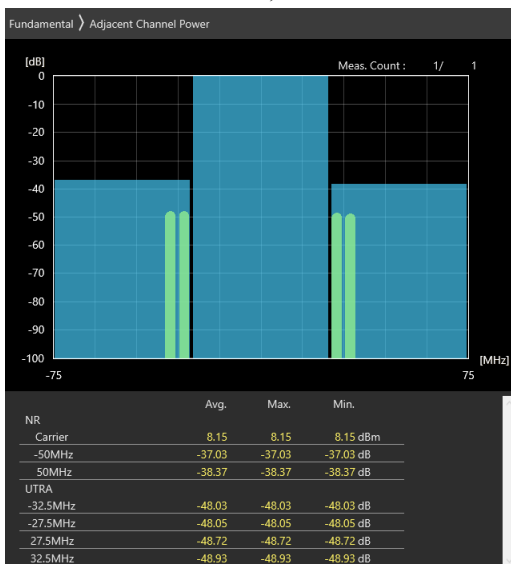 Fundamental 〉 Adjacent Channel Power
[dB] Meas. Count : 1/ 1
0
-10
-20
-30
-40
-50
-60
-70
-80
-90
-100
[MHz]
-75 75
Avg. Max. Min.
NR
Carrier 8.15 8.15 8.15 dBm
-50MHz -37.03 -37.03 -37.03 dB
50MHz -38.37 -38.37 -38.37 dB
UTRA
-32.5MHz -48.03 -48.03 -48.03 dB
-27.5MHz -48.05 -48.05 -48.05 dB
27.5MHz -48.72 -48.72 -48.72 dB
32.5MHz -48.93 -48.93 -48.93 dB